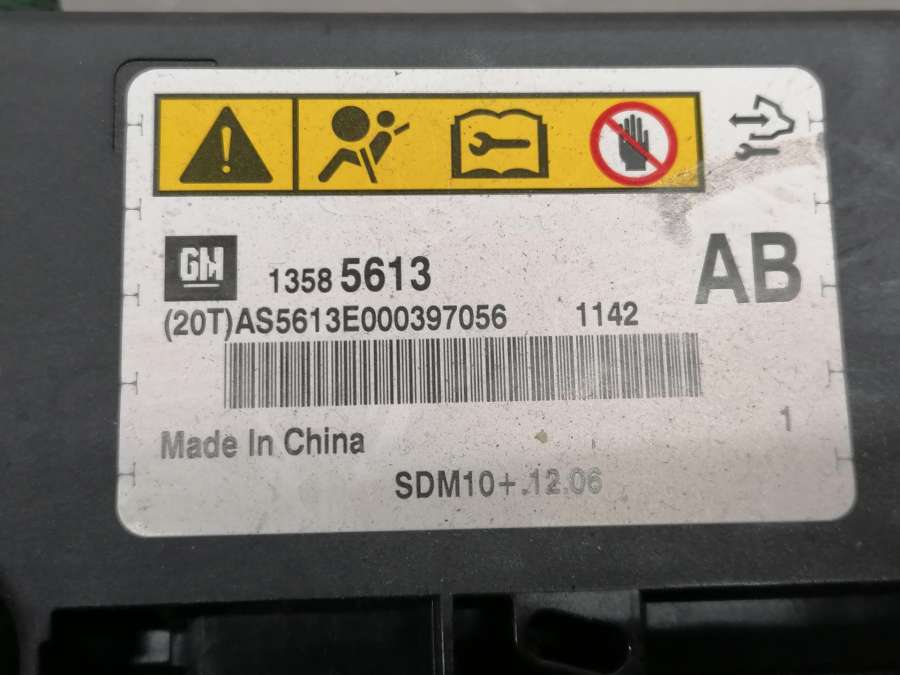 GM 1358 5613 AB
(20T)AS5613E000397056 1142
Made In China 1
SDM10+.12.06